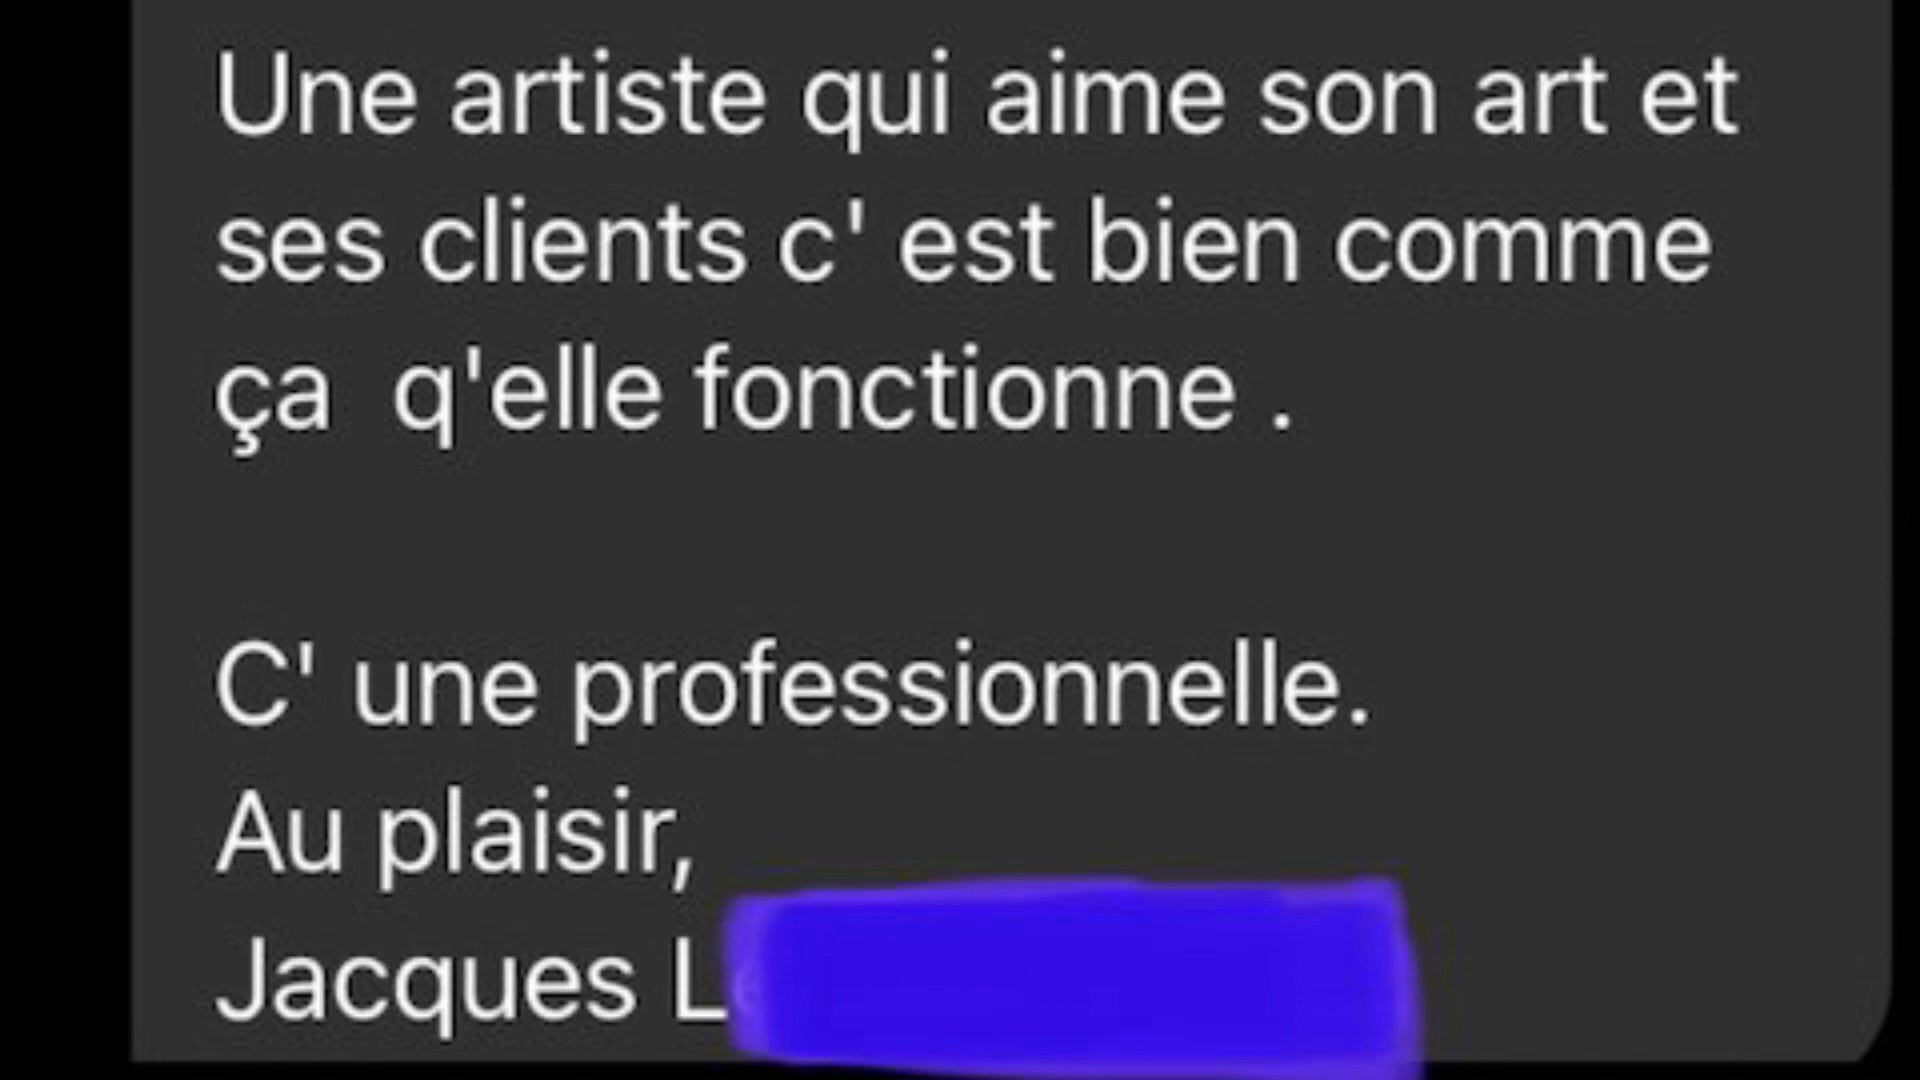 Une artiste qui aime son art et
ses clients c' est bien comme
ça  q'elle fonctionne .
C' une professionnelle.
Au plaisir,
Jacques L